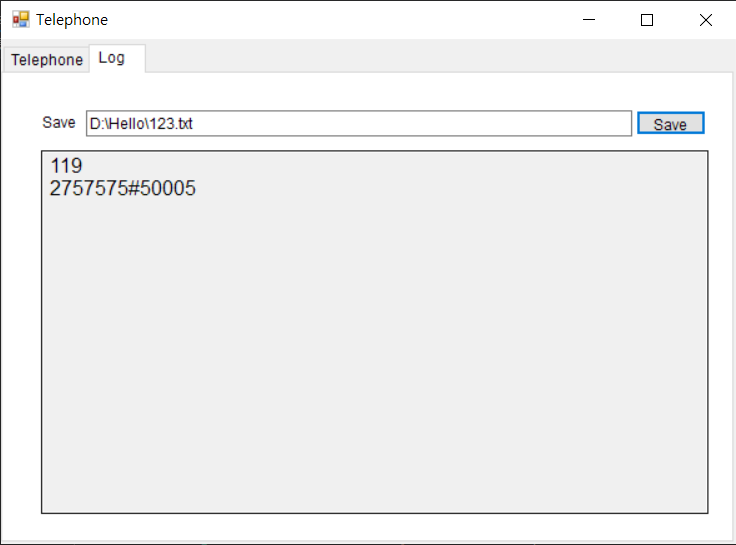 Telephone
Telephone Log
Save D:\Hello\123.txt Save
119
2757575#50005